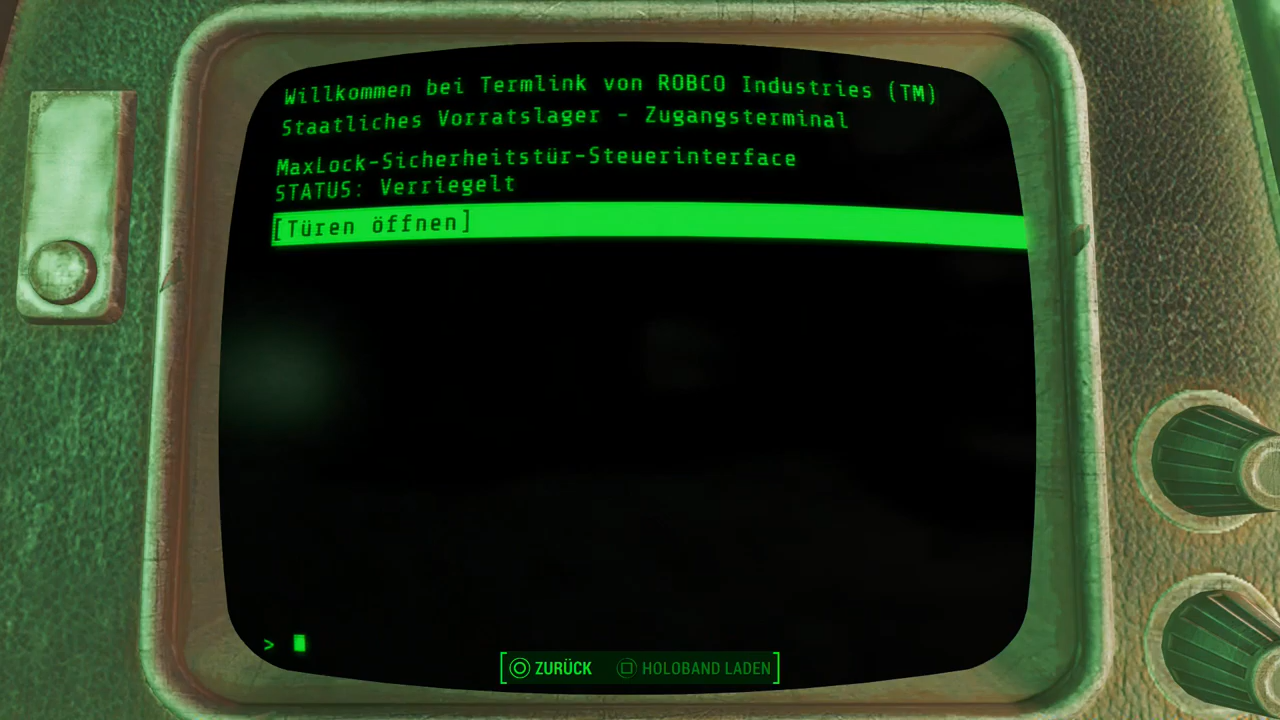 Willkommen bei Termlink von ROBCO Industries (TM)
Staatliches Vorratslager - Zugangsterminal
MaxLock-Sicherheitstür-Steuerinterface
STATUS: Verriegelt
[Türen öffnen]
>
ZURÜCK HOLOBAND LADEN